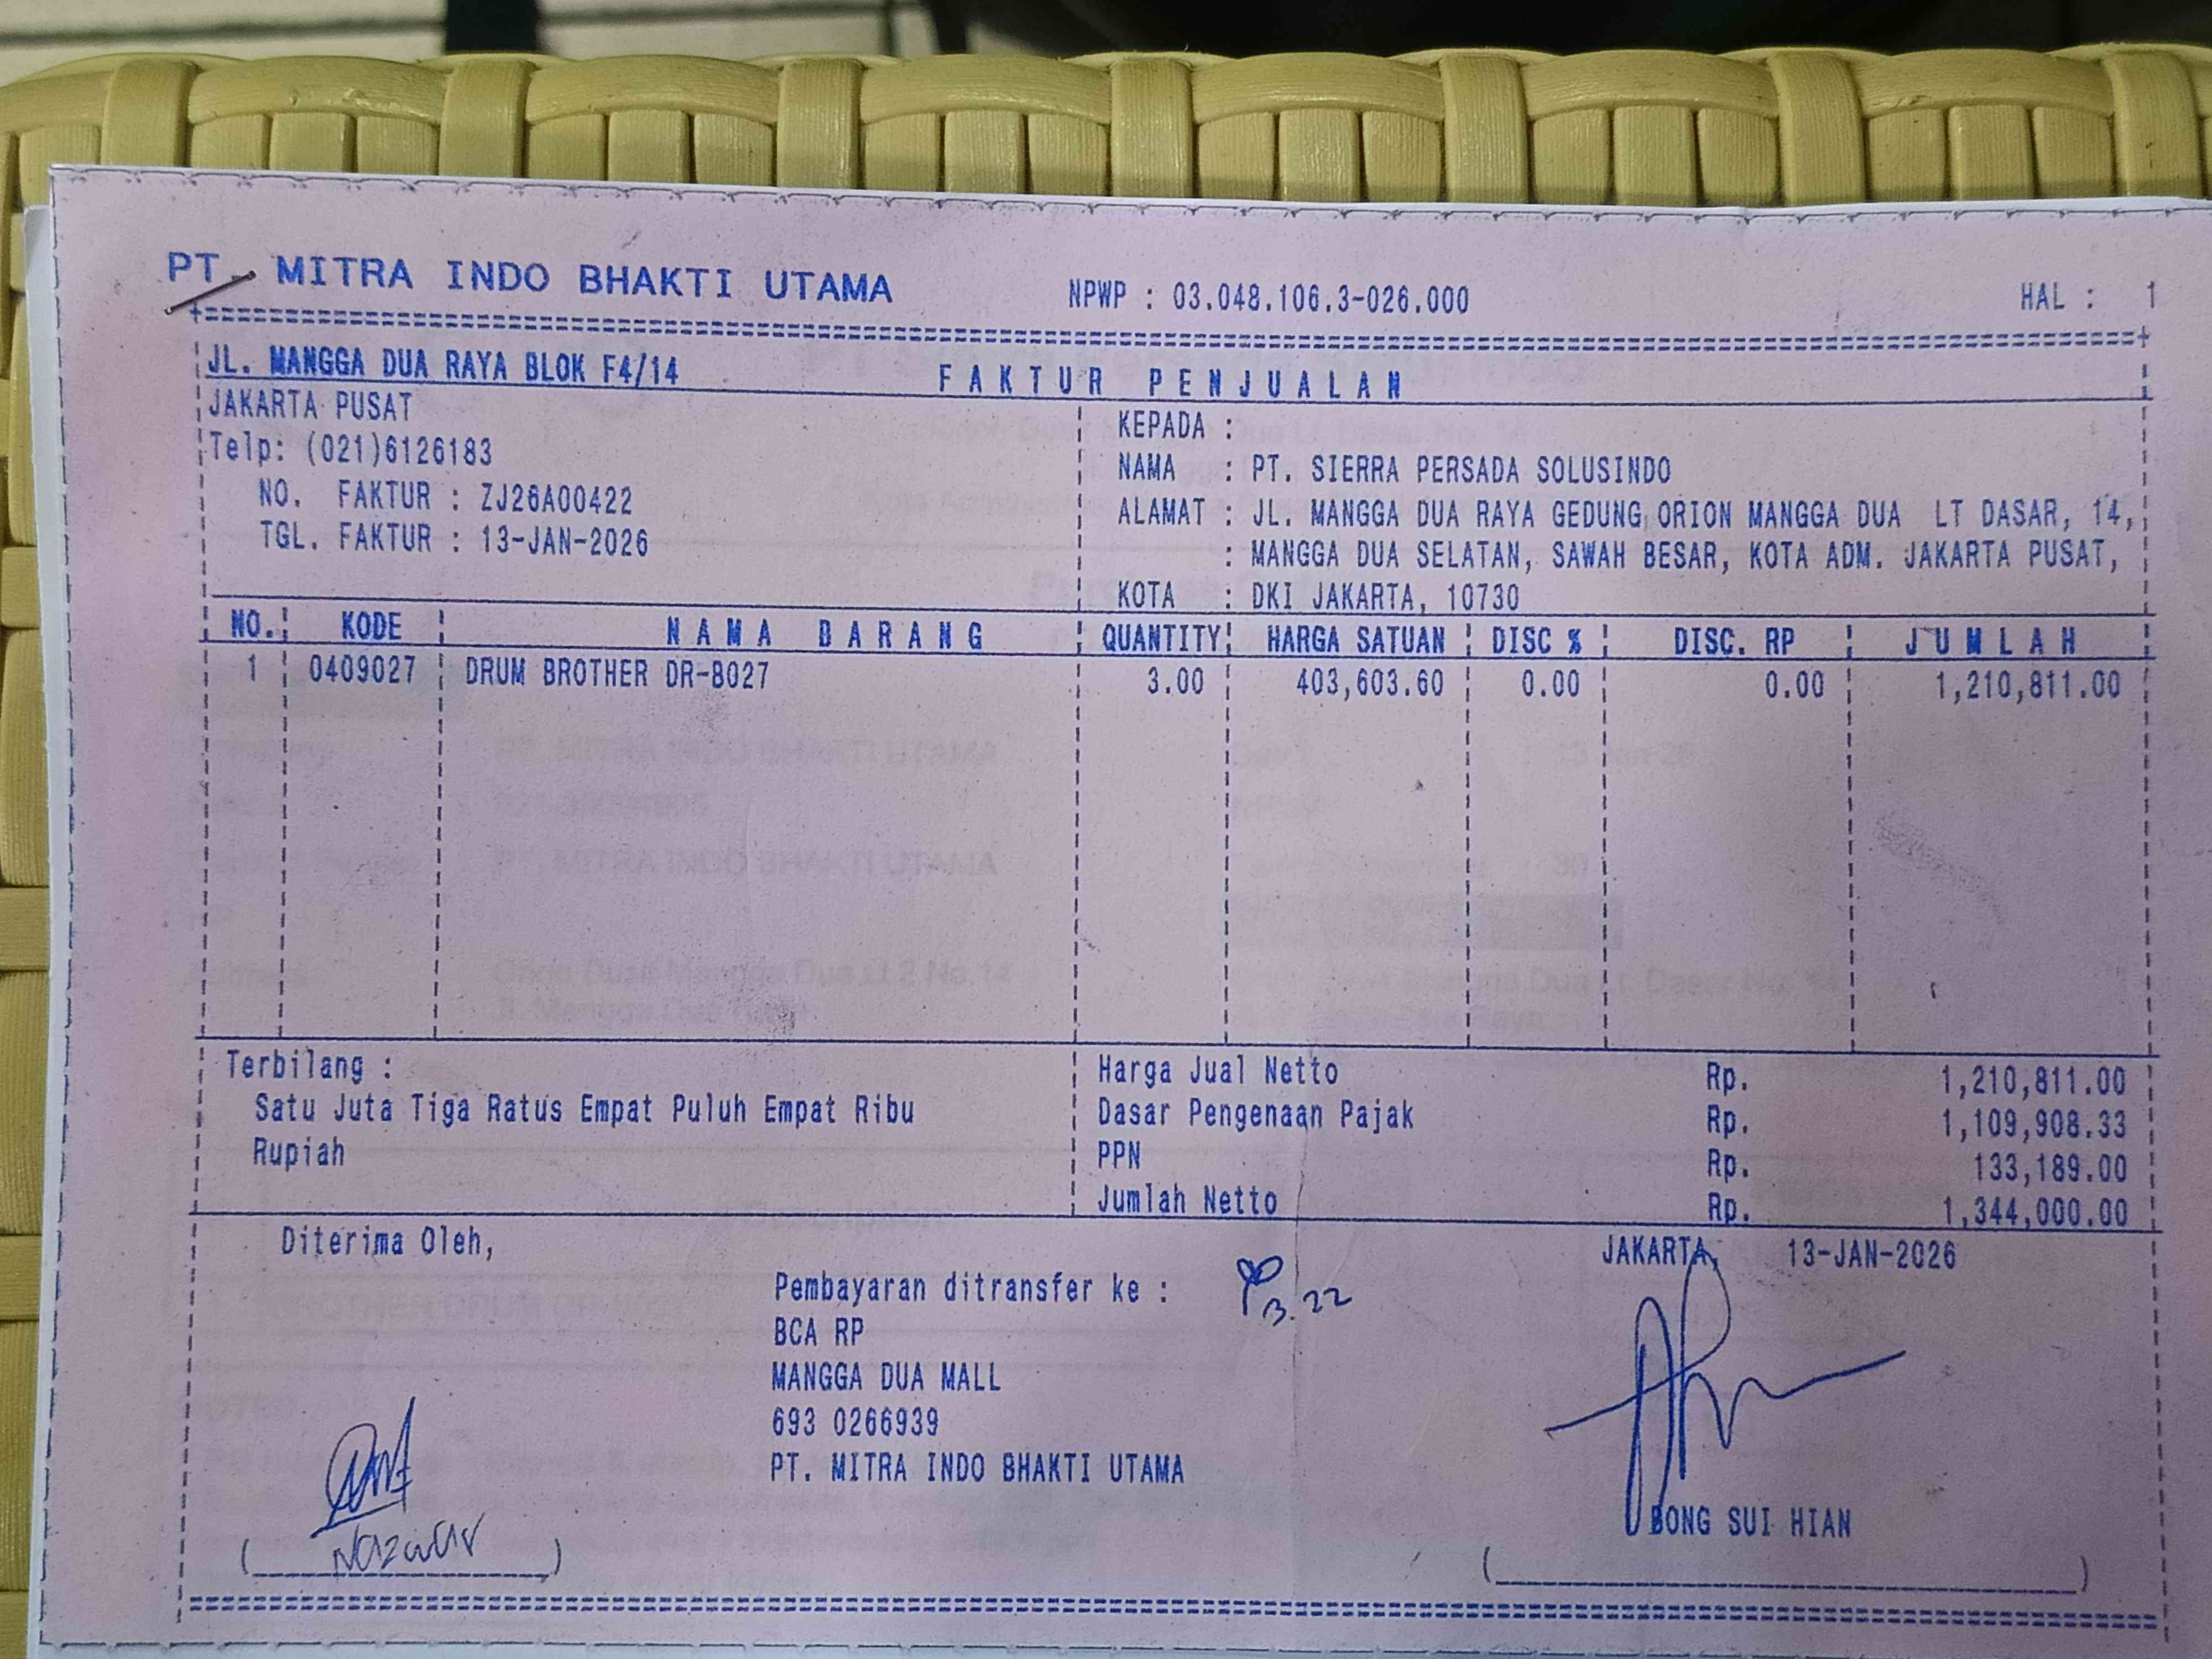 PT. MITRA INDO BHAKTI UTAMA NPWP : 03.048.106.3-026.000 HAL : 1
JL. MANGGA DUA RAYA BLOK F4/14
FAKTUR PENJUALAN
JAKARTA PUSAT
Telp: (021)6126183
NO. FAKTUR : ZJ26A00422
TGL. FAKTUR : 13-JAN-2026
KEPADA :
NAMA : PT. SIERRA PERSADA SOLUSINDO
ALAMAT : JL. MANGGA DUA RAYA GEDUNG ORION MANGGA DUA LT DASAR, 14,
: MANGGA DUA SELATAN, SAWAH BESAR, KOTA ADM. JAKARTA PUSAT,
KOTA : DKI JAKARTA, 10730
NO. KODE NAMA BARANG QUANTITY HARGA SATUAN DISC % DISC. RP JUMLAH
1 0409027 DRUM BROTHER DR-B027 3.00 403,603.60 0.00 0.00 1,210,811.00
Terbilang :
Satu Juta Tiga Ratus Empat Puluh Empat Ribu
Rupiah
Harga Jual Netto Rp. 1,210,811.00
Dasar Pengenaan Pajak Rp. 1,109,908.33
PPN Rp. 133,189.00
Jumlah Netto Rp. 1,344,000.00
Diterima Oleh,
Pembayaran ditransfer ke :
BCA RP
MANGGA DUA MALL
693 0266939
PT. MITRA INDO BHAKTI UTAMA
JAKARTA, 13-JAN-2026
BONG SUI HIAN